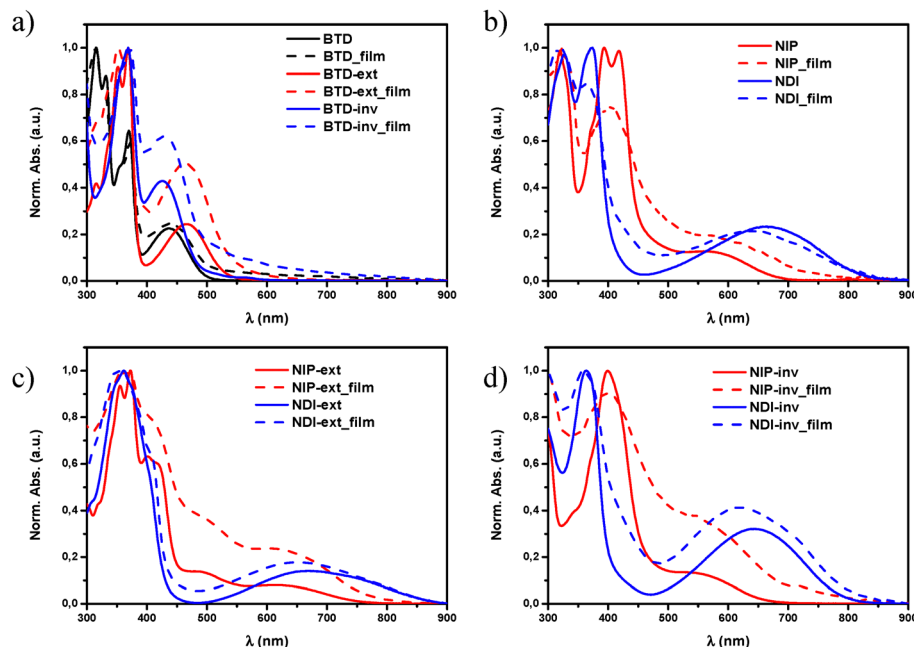 a)
Norm. Abs. (a.u.)
1,0
0,8
0,6
0,4
0,2
0,0
BTD
BTD_film
BTD-ext
BTD-ext_film
BTD-inv
BTD-inv_film
300 400 500 600 700 800 900
λ (nm)
b)
Norm. Abs. (a.u.)
1,0
0,8
0,6
0,4
0,2
0,0
NIP
NIP_film
NDI
NDI_film
300 400 500 600 700 800 900
λ (nm)
c)
Norm. Abs. (a.u.)
1,0
0,8
0,6
0,4
0,2
0,0
NIP-ext
NIP-ext_film
NDI-ext
NDI-ext_film
300 400 500 600 700 800 900
λ (nm)
d)
Norm. Abs. (a.u.)
1,0
0,8
0,6
0,4
0,2
0,0
NIP-inv
NIP-inv_film
NDI-inv
NDI-inv_film
300 400 500 600 700 800 900
λ (nm)